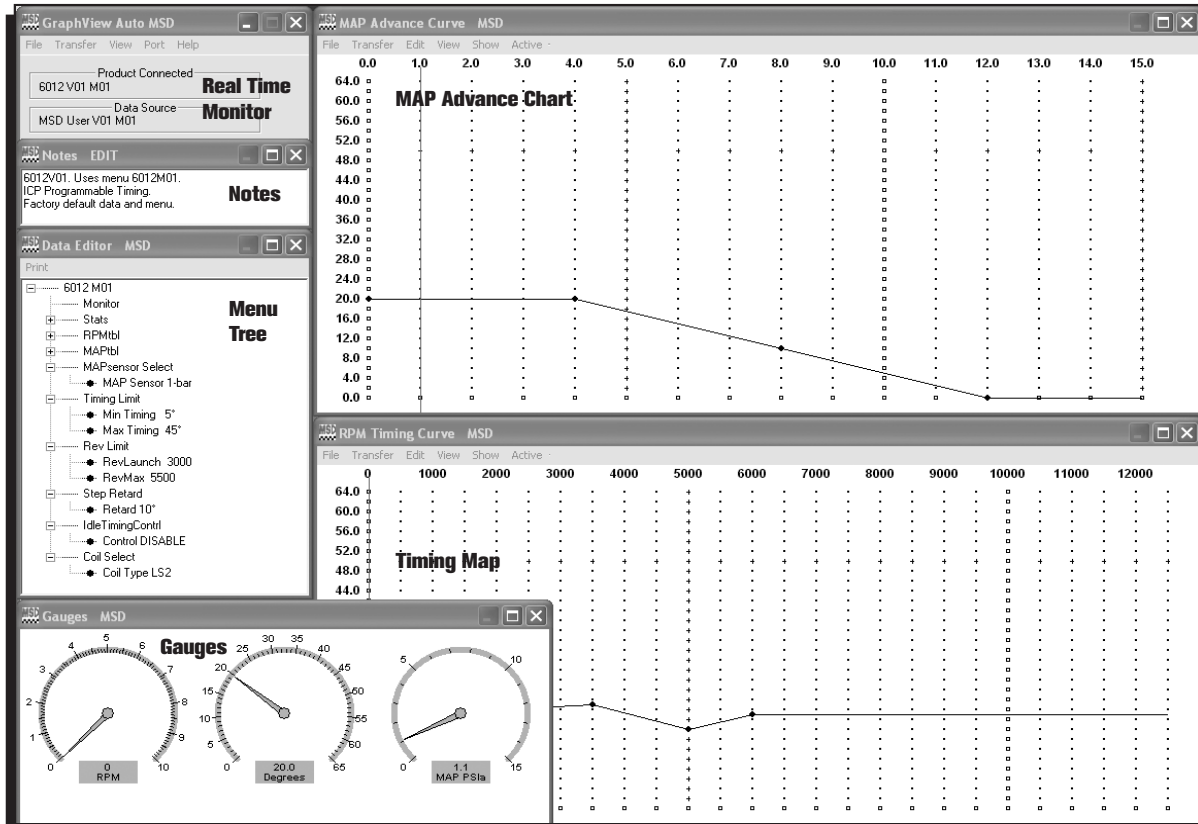 MSD GraphView Auto MSD
File Transfer View Port Help
Product Connected
6012 V01 M01
Data Source
MSD User V01 M01
Real Time
Monitor
MSD Notes EDIT
6012V01. Uses menu 6012M01.
ICP Programmable Timing.
Factory default data and menu.
Notes
MSD Data Editor MSD
Print
6012 M01
Monitor
Stats
RPMtbl
MAPtbl
MAPsensor Select
MAP Sensor 1-bar
Timing Limit
Min Timing 5°
Max Timing 45°
Rev Limit
RevLaunch 3000
RevMax 5500
Step Retard
Retard 10°
IdleTimingContrl
Control DISABLE
Coil Select
Coil Type LS2
Menu
Tree
MSD MAP Advance Curve MSD
File Transfer Edit View Show Active -
0.0 1.0 2.0 3.0 4.0 5.0 6.0 7.0 8.0 9.0 10.0 11.0 12.0 13.0 14.0 15.0
64.0
60.0
56.0
52.0
48.0
44.0
40.0
36.0
32.0
28.0
24.0
20.0
16.0
12.0
8.0
4.0
0.0
MAP Advance Chart
MSD RPM Timing Curve MSD
File Transfer Edit View Show Active -
0 1000 2000 3000 4000 5000 6000 7000 8000 9000 10000 11000 12000
64.0
60.0
56.0
52.0
48.0
44.0
Timing Map
MSD Gauges MSD
Gauges
0 1 2 3 4 5 6 7 8 9 10
0
RPM
0 5 10 15 20 25 30 35 40 45 50 55 60 65
20.0
Degrees
0 5 10 15
1.1
MAP PSIa